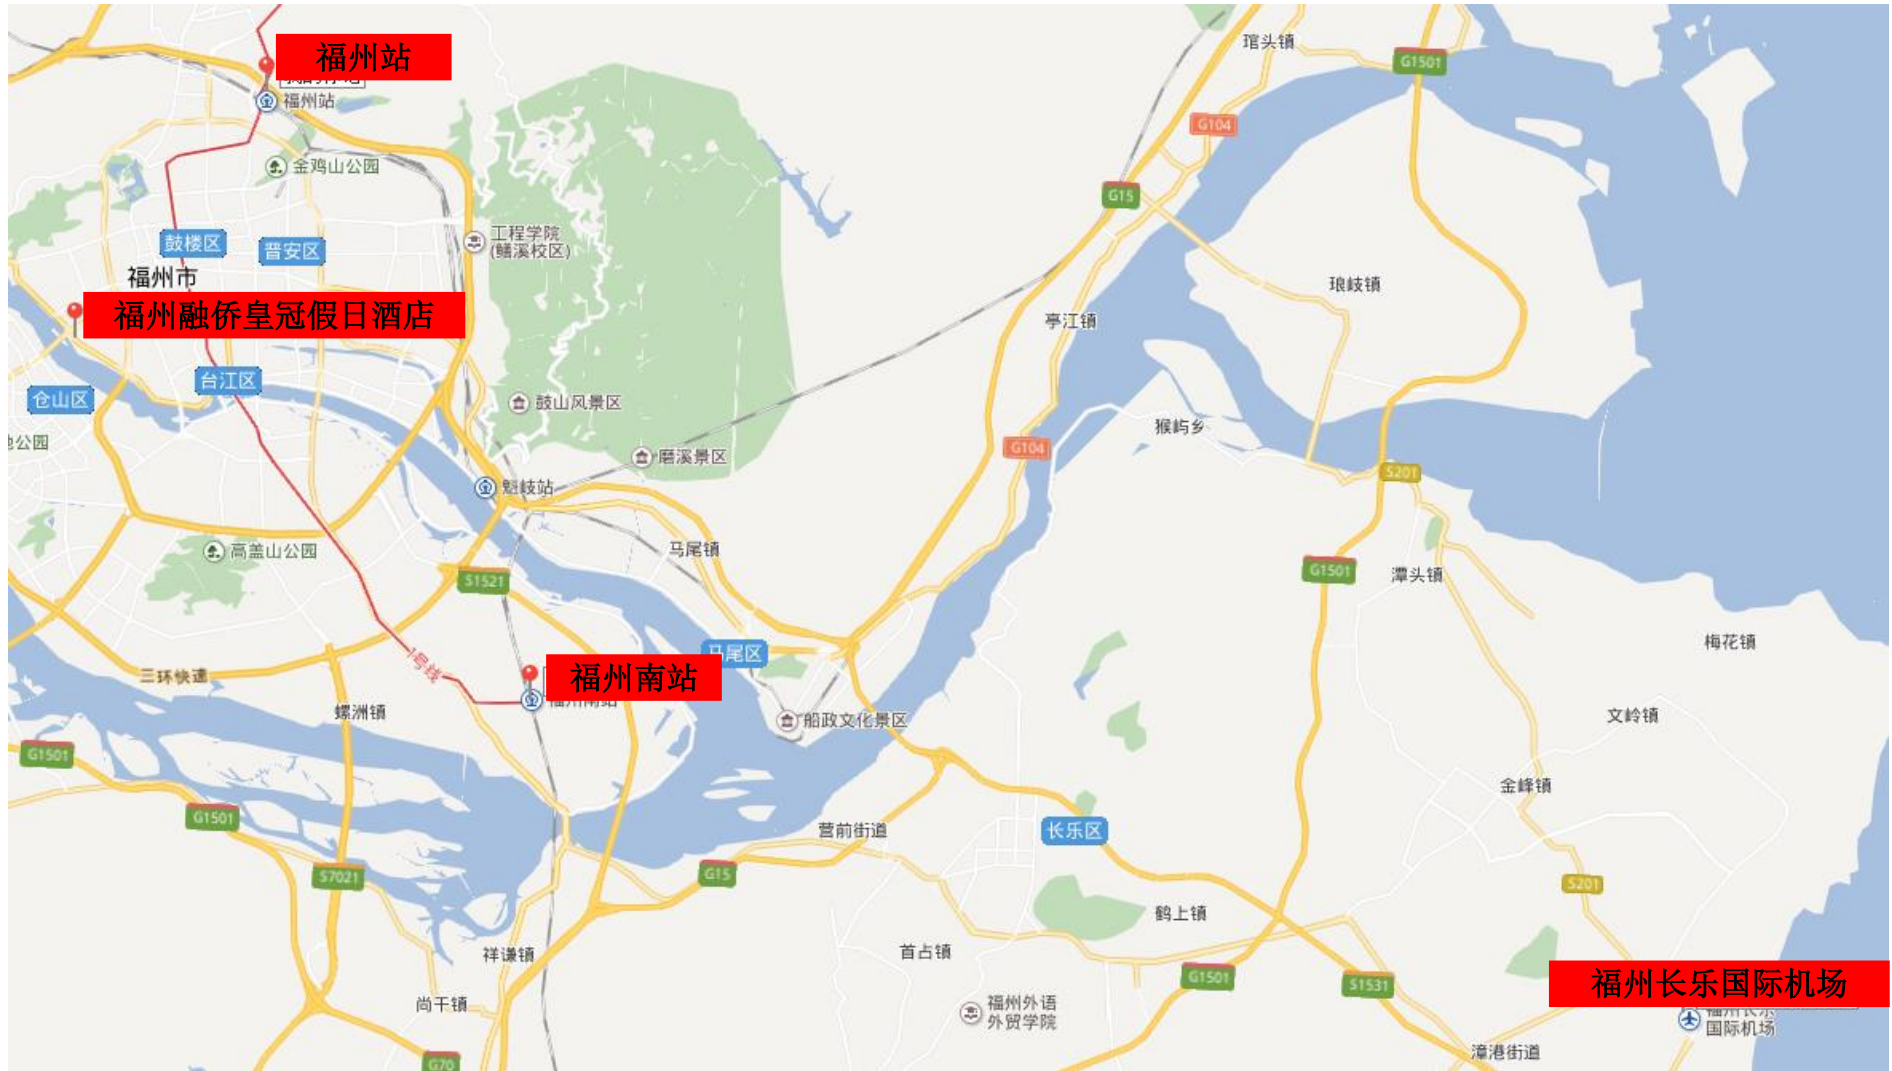 福州站
福州站
琯头镇
G1501
G104
金鸡山公园
G15
工程学院
(鳝溪校区)
鼓楼区
晋安区
福州市
琅岐镇
福州融侨皇冠假日酒店
亭江镇
台江区
仓山区
鼓山风景区
猴屿乡
公园
G104
磨溪景区
S201
魁岐站
高盖山公园
马尾镇
S1521
G1501
潭头镇
梅花镇
马尾区
1号线
三环快速
福州南站
福州南站
螺洲镇
船政文化景区
文岭镇
G1501
金峰镇
G1501
营前街道
长乐区
S7021
G15
S201
鹤上镇
祥谦镇
首占镇
G1501
S1531
福州长乐国际机场
尚干镇
福州外语
外贸学院
福州长乐
国际机场
漳港街道
G70